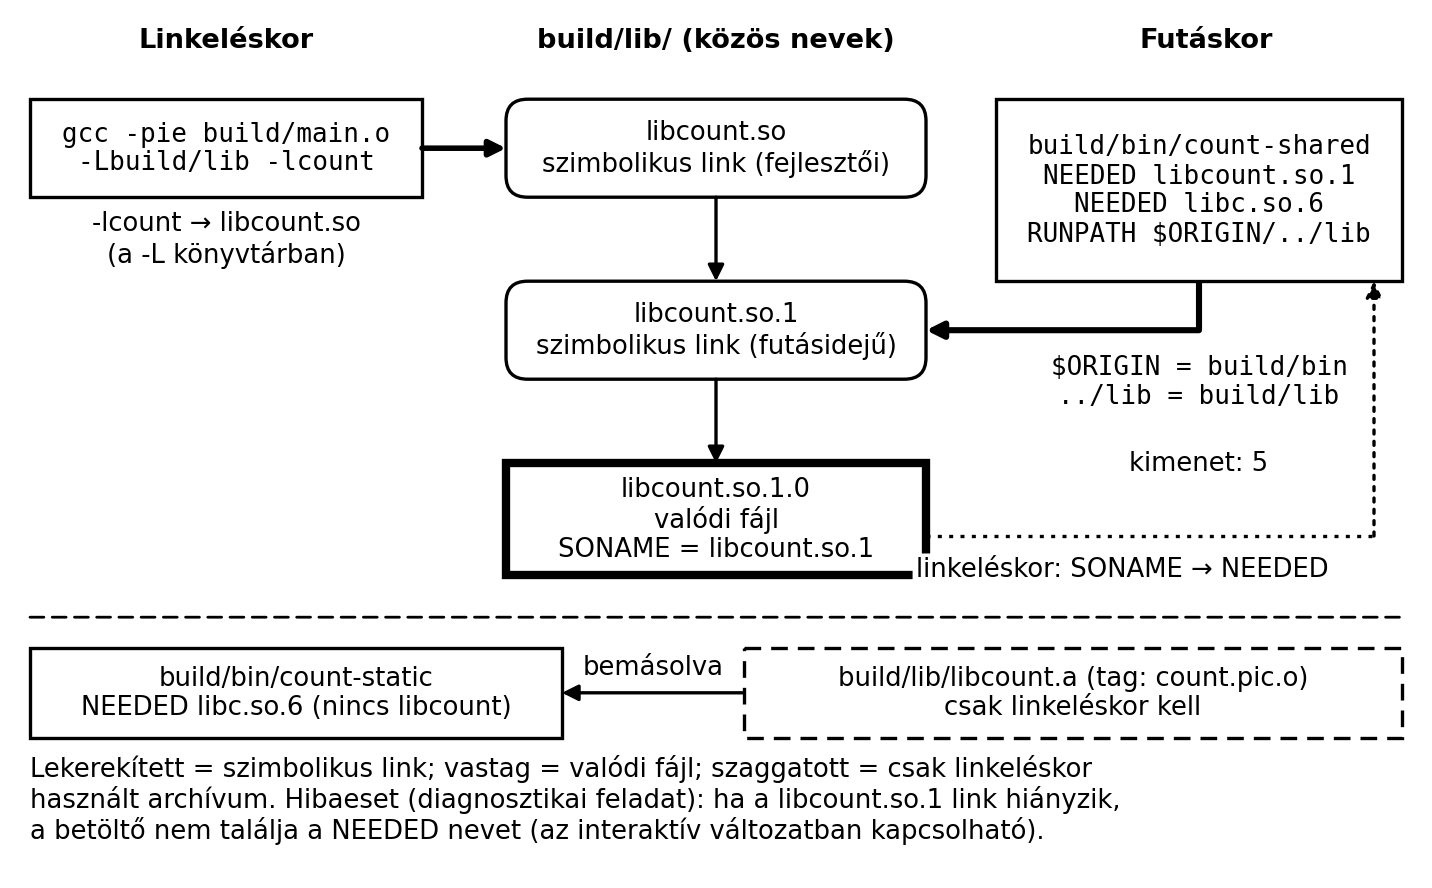 Linkeléskor
build/lib/ (közös nevek)
Futáskor
gcc -pie build/main.o
-Lbuild/lib -lcount
-lcount → libcount.so
(a -L könyvtárban)
libcount.so
szimbolikus link (fejlesztői)
libcount.so.1
szimbolikus link (futásidejű)
libcount.so.1.0
valódi fájl
SONAME = libcount.so.1
build/bin/count-shared
NEEDED libcount.so.1
NEEDED libc.so.6
RUNPATH $ORIGIN/../lib
$ORIGIN = build/bin
../lib = build/lib
kimenet: 5
linkeléskor: SONAME → NEEDED
build/bin/count-static
NEEDED libc.so.6 (nincs libcount)
bemásolva
build/lib/libcount.a (tag: count.pic.o)
csak linkeléskor kell
Lekerekített = szimbolikus link; vastag = valódi fájl; szaggatott = csak linkeléskor
használt archívum. Hibaeset (diagnosztikai feladat): ha a libcount.so.1 link hiányzik,
a betöltő nem találja a NEEDED nevet (az interaktív változatban kapcsolható).